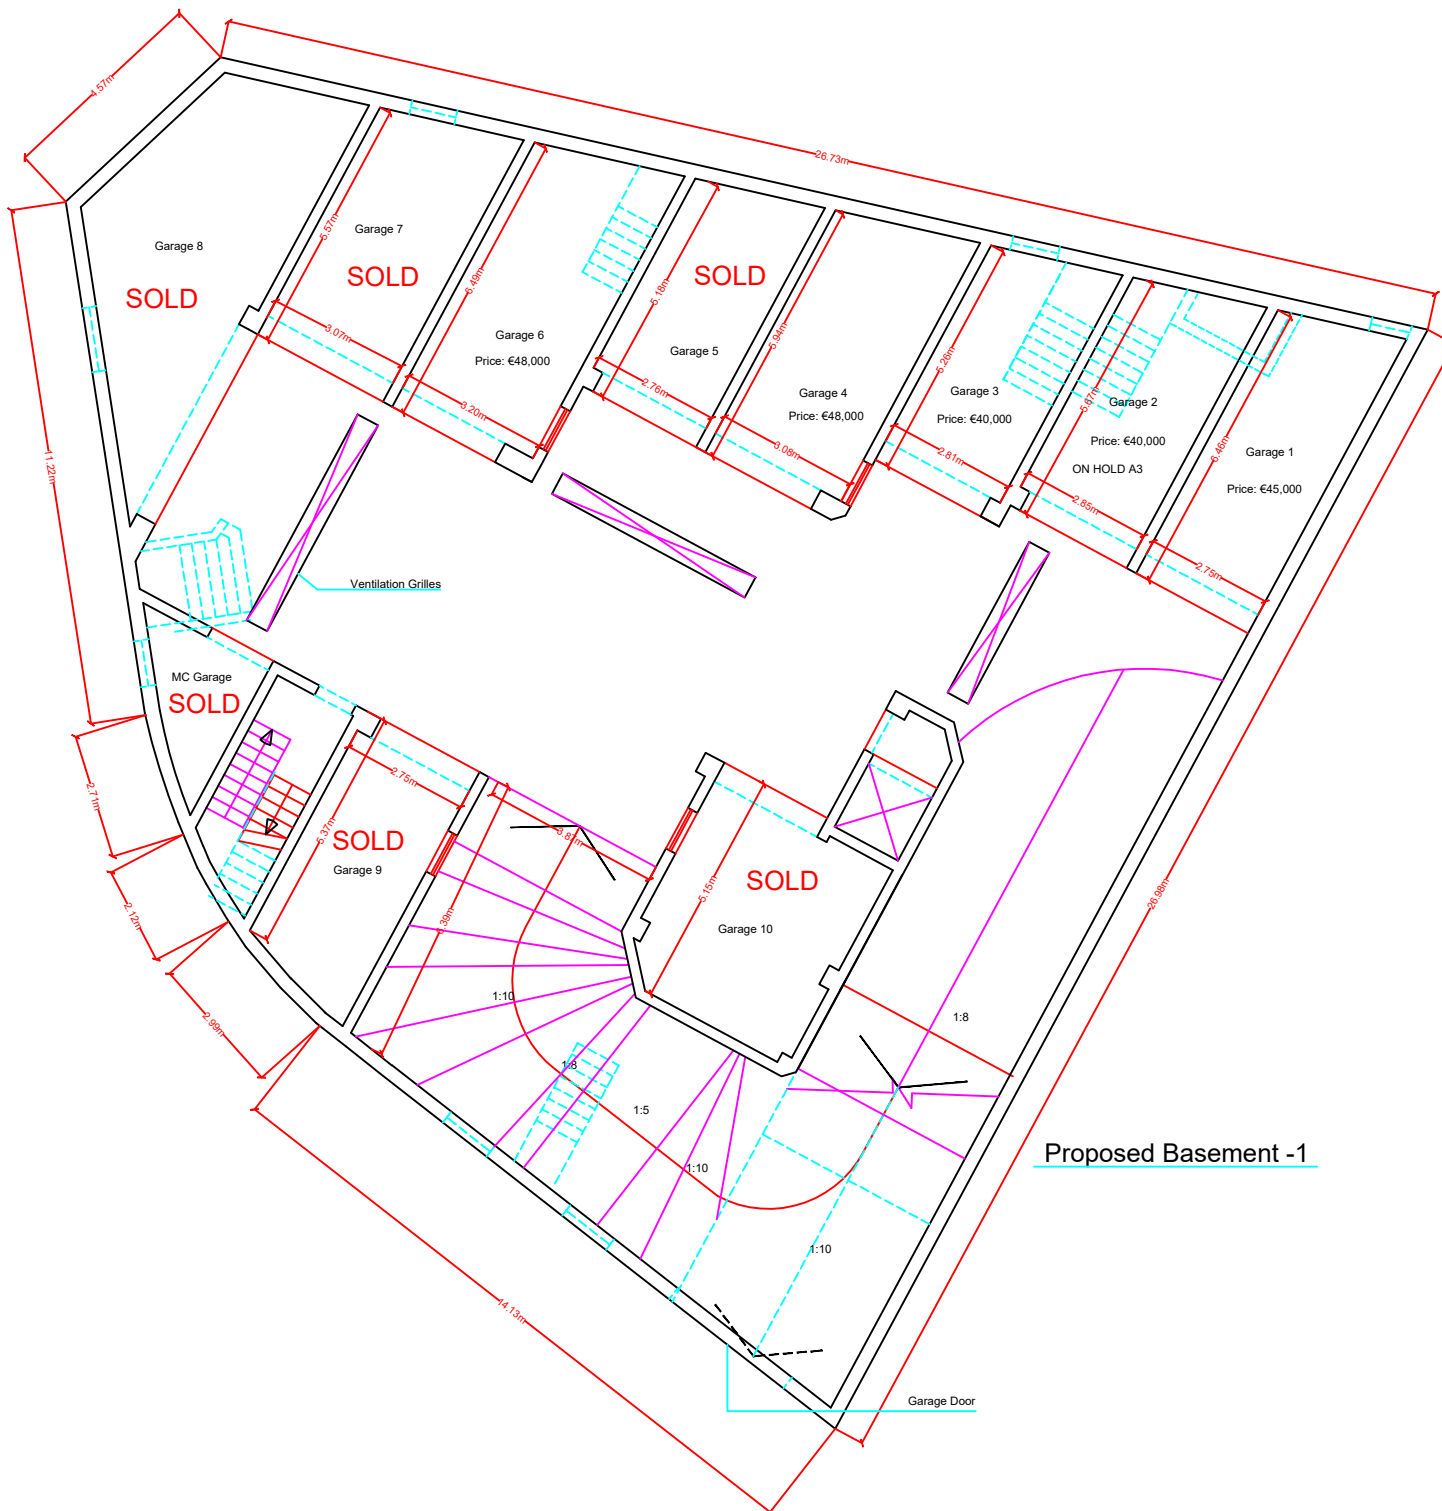 4.57m
26.73m
Garage 8
SOLD
5.57m
Garage 7
SOLD
3.07m
6.49m
Garage 6
Price: €48,000
3.20m
5.18m
SOLD
Garage 5
2.76m
5.94m
Garage 4
Price: €48,000
3.08m
5.26m
Garage 3
Price: €40,000
2.81m
5.67m
Garage 2
Price: €40,000
ON HOLD A3
2.85m
6.46m
Garage 1
Price: €45,000
2.75m
11.22m
Ventilation Grilles
MC Garage
SOLD
2.71m
2.12m
2.99m
2.75m
5.37m
SOLD
Garage 9
3.87m
8.39m
5.15m
SOLD
Garage 10
26.98m
1:10
1:8
1:5
1:10
1:8
1:10
Proposed Basement -1
14.13m
Garage Door